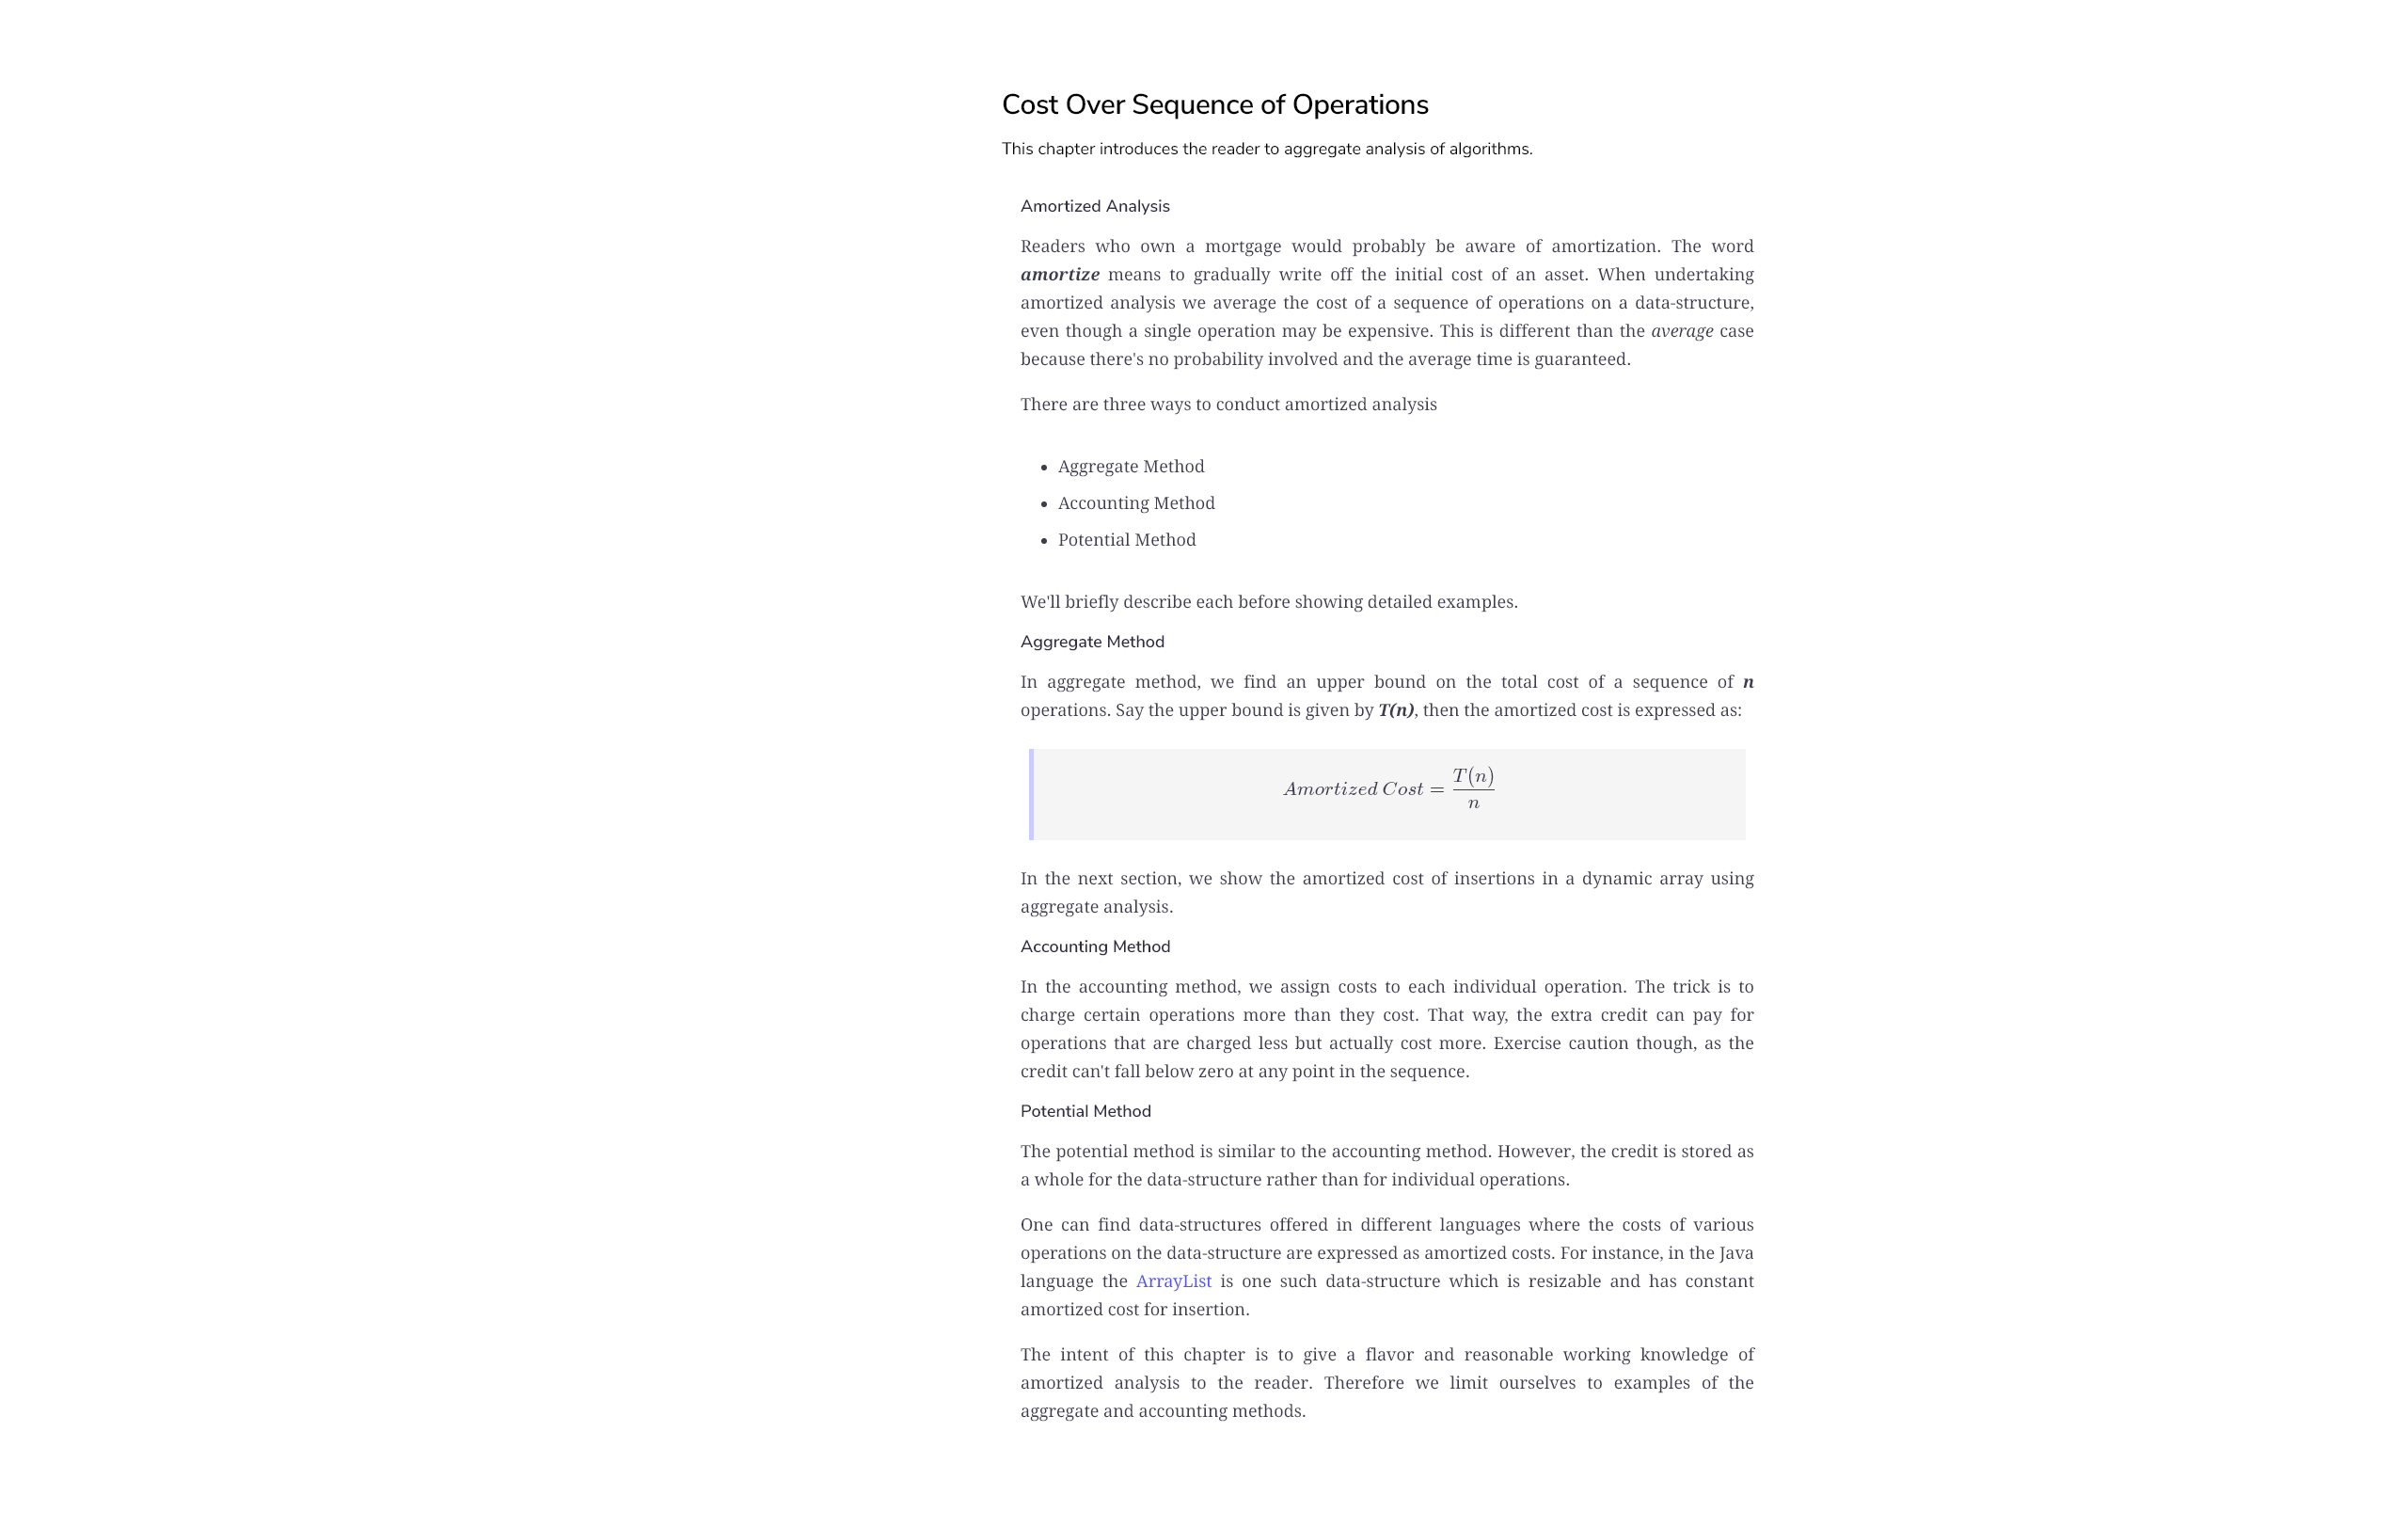 Cost Over Sequence of Operations
This chapter introduces the reader to aggregate analysis of algorithms.
Amortized Analysis
Readers who own a mortgage would probably be aware of amortization. The word
amortize means to gradually write off the initial cost of an asset. When undertaking
amortized analysis we average the cost of a sequence of operations on a data-structure,
even though a single operation may be expensive. This is different than the average case
because there's no probability involved and the average time is guaranteed.
There are three ways to conduct amortized analysis
• Aggregate Method
• Accounting Method
• Potential Method
We'll briefly describe each before showing detailed examples.
Aggregate Method
In aggregate method, we find an upper bound on the total cost of a sequence of n
operations. Say the upper bound is given by T(n), then the amortized cost is expressed as:
Amortized Cost = T(n)/n
In the next section, we show the amortized cost of insertions in a dynamic array using
aggregate analysis.
Accounting Method
In the accounting method, we assign costs to each individual operation. The trick is to
charge certain operations more than they cost. That way, the extra credit can pay for
operations that are charged less but actually cost more. Exercise caution though, as the
credit can't fall below zero at any point in the sequence.
Potential Method
The potential method is similar to the accounting method. However, the credit is stored as
a whole for the data-structure rather than for individual operations.
One can find data-structures offered in different languages where the costs of various
operations on the data-structure are expressed as amortized costs. For instance, in the Java
language the ArrayList is one such data-structure which is resizable and has constant
amortized cost for insertion.
The intent of this chapter is to give a flavor and reasonable working knowledge of
amortized analysis to the reader. Therefore we limit ourselves to examples of the
aggregate and accounting methods.